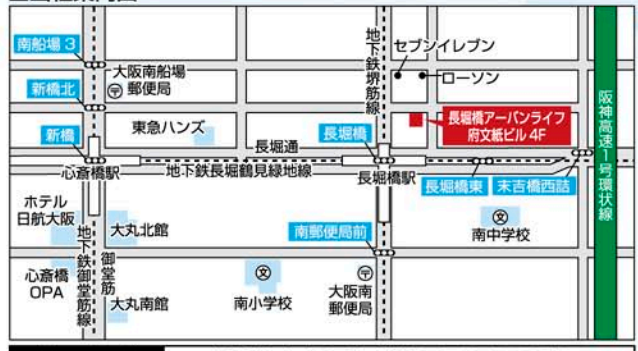 南船場3
新橋北
新橋
大阪南船場
郵便局
東急ハンズ
長堀通
長堀橋
地下鉄堺筋線
セブンイレブン
ローソン
長堀橋アーバンライフ
府文紙ビル 4F
阪神高速1号環状線
心斎橋駅
地下鉄長堀鶴見緑地線
長堀橋駅
長堀橋東
末吉橋西詰
ホテル
日航大阪
大丸北館
地下鉄御堂筋線
御堂筋
南郵便局前
文
南中学校
心斎橋
OPA
大丸南館
文
南小学校
大阪南
郵便局